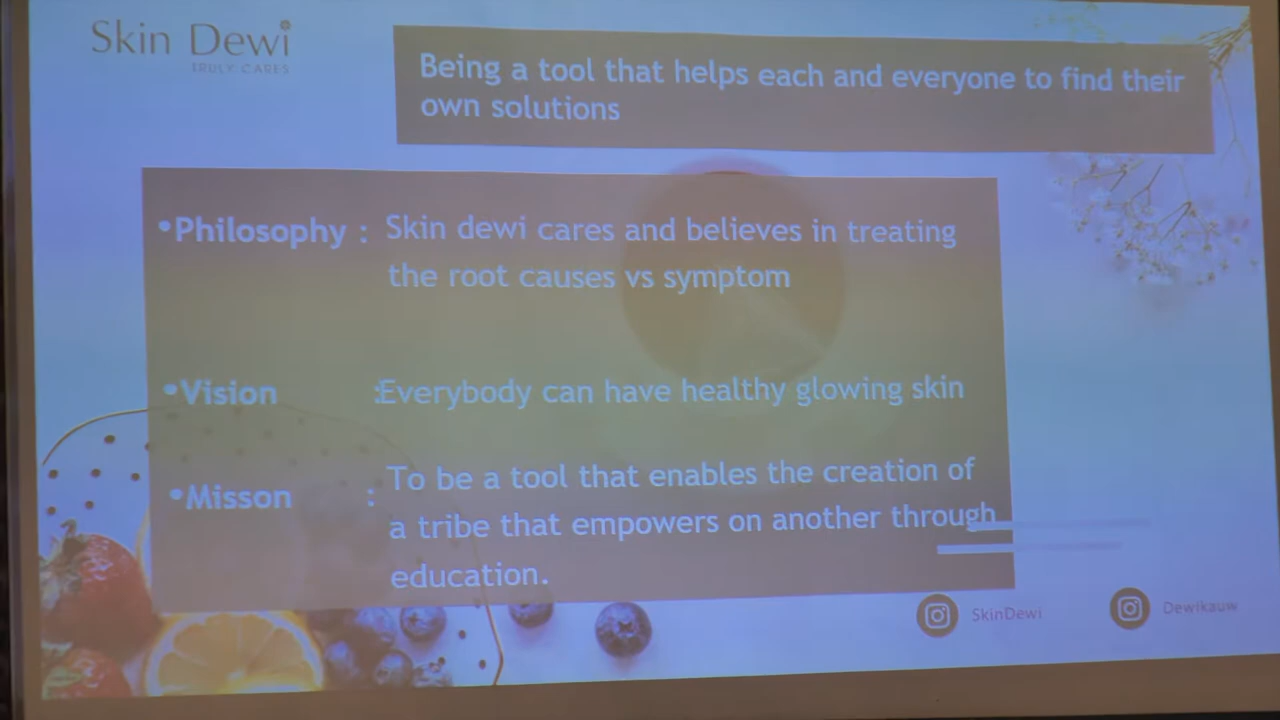 Skin Dewi
TRULY CARES
Being a tool that helps each and everyone to find their
own solutions
•Philosophy : Skin dewi cares and believes in treating
the root causes vs symptom
•Vision :Everybody can have healthy glowing skin
•Misson : To be a tool that enables the creation of
a tribe that empowers on another through
education.
SkinDewi Dewikauw